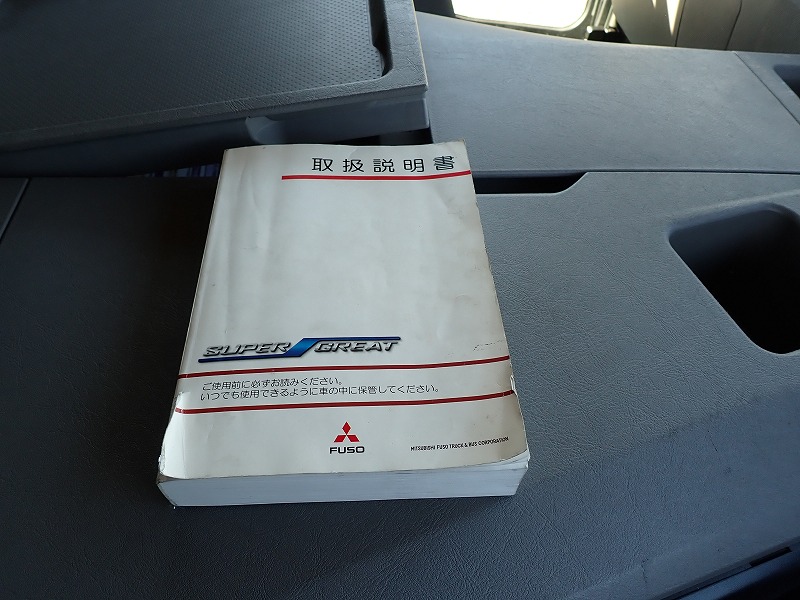 取扱説明書
SUPER GREAT
ご使用前に必ずお読みください。
いつでも使用できるように車の中に保管してください。
FUSO
MITSUBISHI FUSO TRUCK & BUS CORPORATION